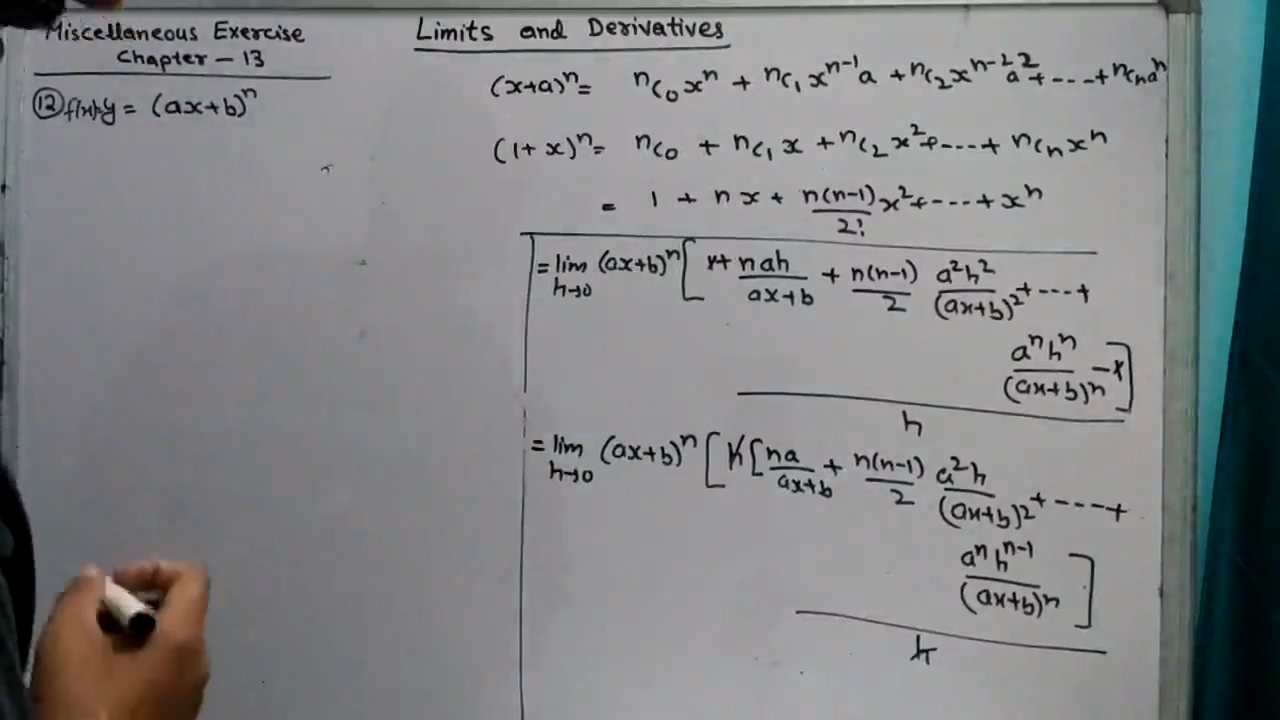 Miscellaneous Exercise
Chapter - 13
Limits and Derivatives
(x+a)ⁿ = nC₀xⁿ + nC₁xⁿ⁻¹a + nC₂xⁿ⁻²a² + ---- + nCₙaⁿ
⑫ f(x)=y = (ax+b)ⁿ
(1+x)ⁿ = nC₀ + nC₁x + nC₂x² + ---- + nCₙxⁿ
= 1 + nx + n(n-1)/2! x² + ---- + xⁿ
= lim h→0 (ax+b)ⁿ [ 1 + nah/(ax+b) + n(n-1)/2 a²h²/(ax+b)² + ---- +
aⁿhⁿ/(ax+b)ⁿ - 1 ]
h
= lim h→0 (ax+b)ⁿ [ h [ na/(ax+b) + n(n-1)/2 a²h/(ax+b)² + ---- +
aⁿhⁿ⁻¹/(ax+b)ⁿ ]
h